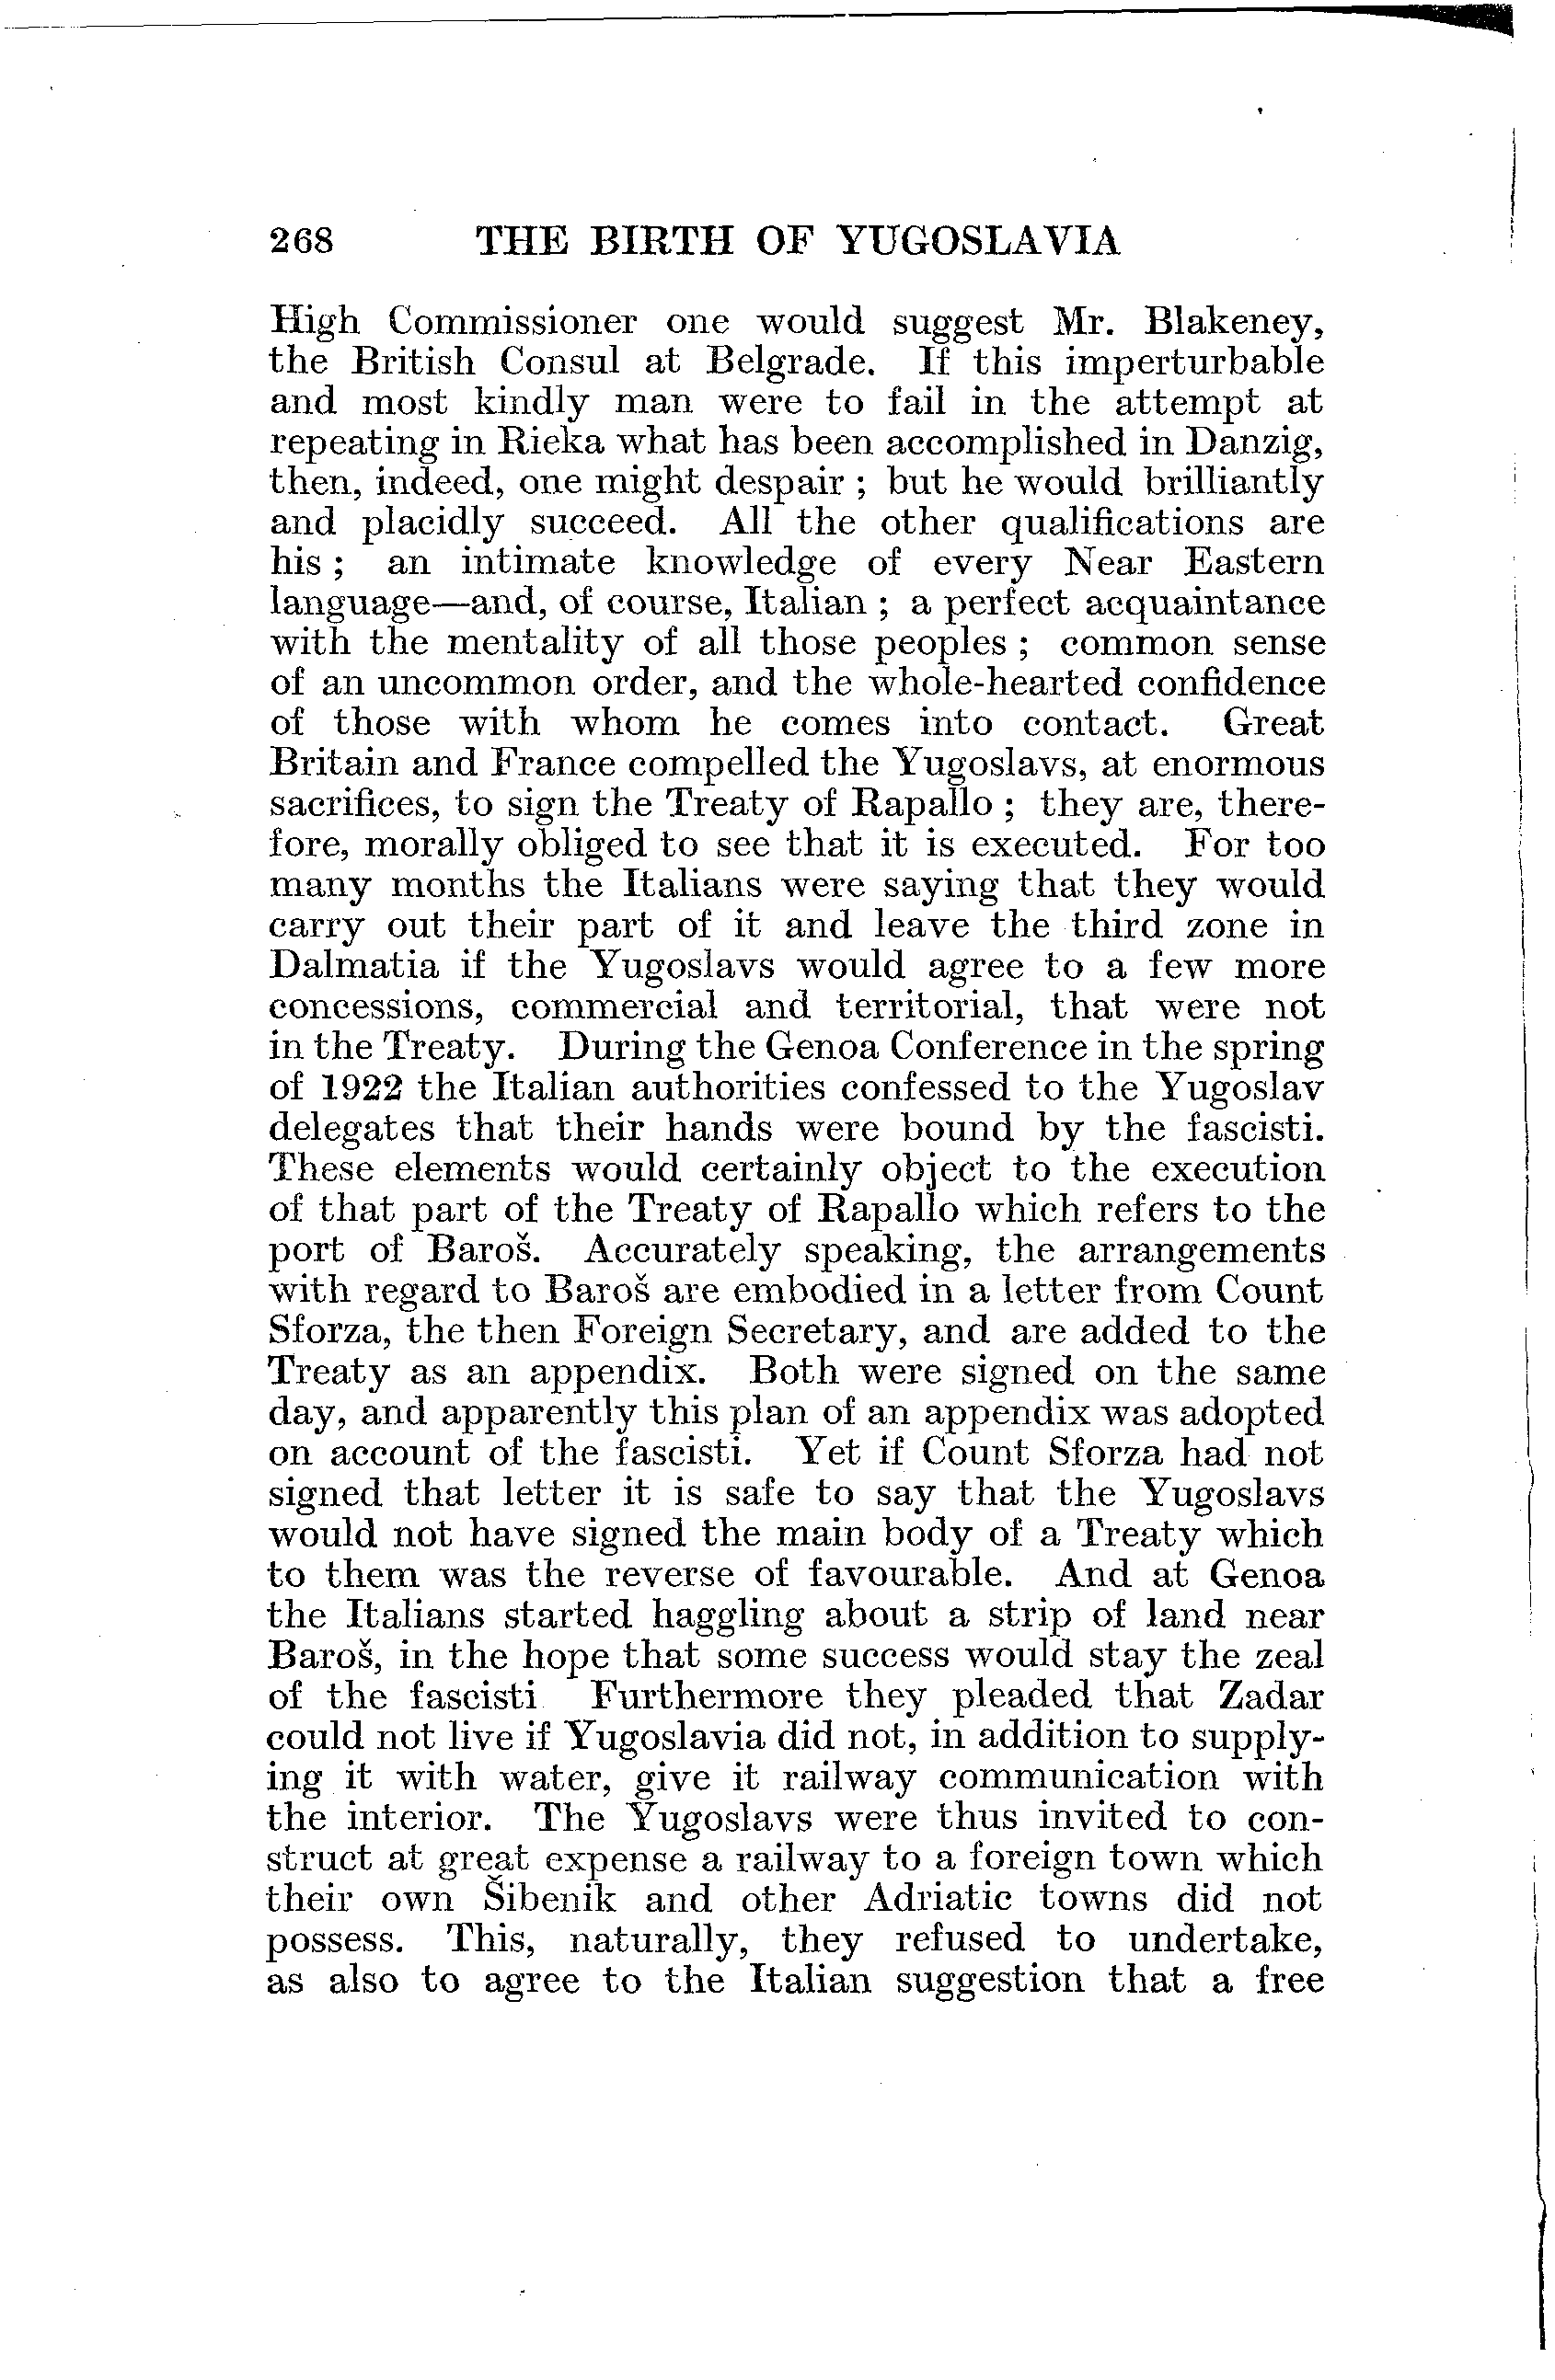 268 THE BIRTH OF YUGOSLAVIA
High Commissioner one would suggest Mr. Blakeney,
the British Consul at Belgrade. If this imperturbable
and most kindly man were to fail in the attempt at
repeating in Rieka what has been accomplished in Danzig,
then, indeed, one might despair ; but he would brilliantly
and placidly succeed. All the other qualifications are
his ; an intimate knowledge of every Near Eastern
language—and, of course, Italian ; a perfect acquaintance
with the mentality of all those peoples ; common sense
of an uncommon order, and the whole-hearted confidence
of those with whom he comes into contact. Great
Britain and France compelled the Yugoslavs, at enormous
sacrifices, to sign the Treaty of Rapallo ; they are, there-
fore, morally obliged to see that it is executed. For too
many months the Italians were saying that they would
carry out their part of it and leave the third zone in
Dalmatia if the Yugoslavs would agree to a few more
concessions, commercial and territorial, that were not
in the Treaty. During the Genoa Conference in the spring
of 1922 the Italian authorities confessed to the Yugoslav
delegates that their hands were bound by the fascisti.
These elements would certainly object to the execution
of that part of the Treaty of Rapallo which refers to the
port of Baroš. Accurately speaking, the arrangements
with regard to Baroš are embodied in a letter from Count
Sforza, the then Foreign Secretary, and are added to the
Treaty as an appendix. Both were signed on the same
day, and apparently this plan of an appendix was adopted
on account of the fascisti. Yet if Count Sforza had not
signed that letter it is safe to say that the Yugoslavs
would not have signed the main body of a Treaty which
to them was the reverse of favourable. And at Genoa
the Italians started haggling about a strip of land near
Baroš, in the hope that some success would stay the zeal
of the fascisti Furthermore they pleaded that Zadar
could not live if Yugoslavia did not, in addition to supply-
ing it with water, give it railway communication with
the interior. The Yugoslavs were thus invited to con-
struct at great expense a railway to a foreign town which
their own Šibenik and other Adriatic towns did not
possess. This, naturally, they refused to undertake,
as also to agree to the Italian suggestion that a free